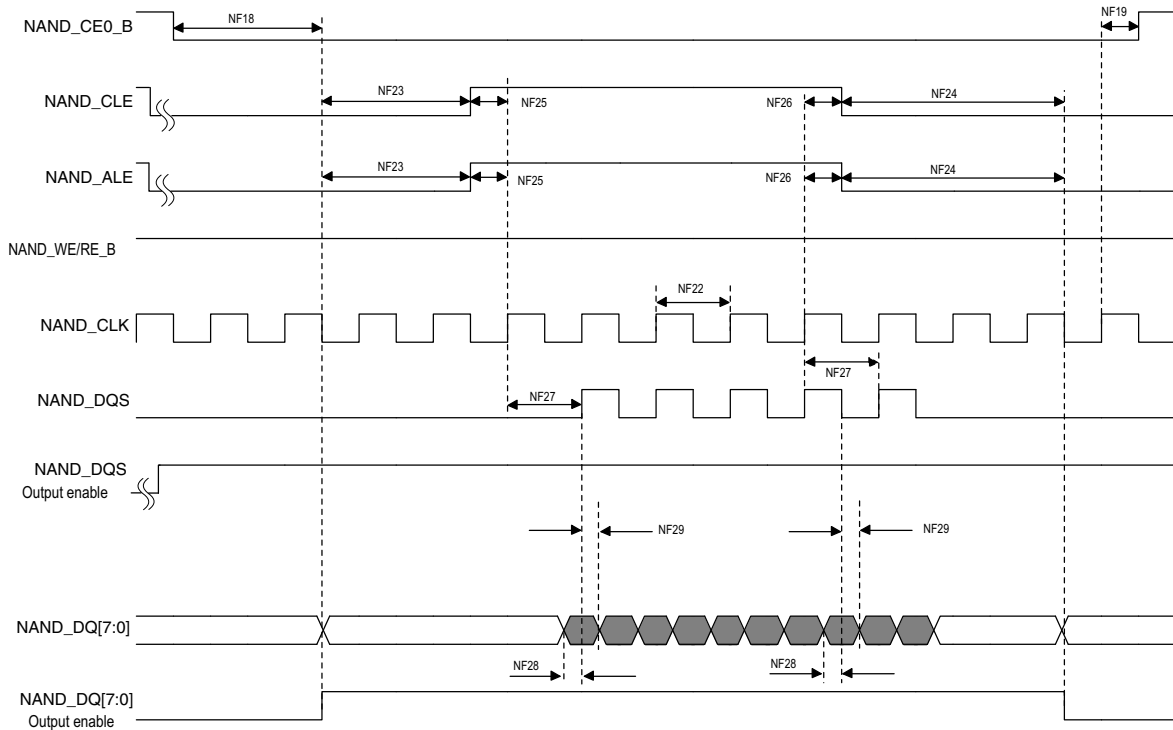 NF18
NF19
NAND_CE0_B
NF23
NF25
NF26
NF24
NAND_CLE
NF23
NF25
NF26
NF24
NAND_ALE
NAND_WE/RE_B
NF22
NAND_CLK
NF27
NF27
NAND_DQS
NAND_DQS
Output enable
NF29
NF29
NAND_DQ[7:0]
NF28
NF28
NAND_DQ[7:0]
Output enable